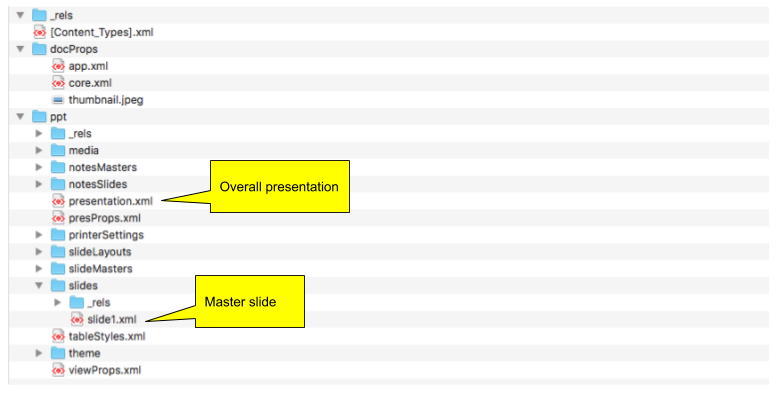 _rels
[Content_Types].xml
docProps
app.xml
core.xml
thumbnail.jpeg
ppt
_rels
media
notesMasters
notesSlides
Overall presentation
presentation.xml
presProps.xml
printerSettings
slideLayouts
slideMasters
slides
_rels
Master slide
slide1.xml
tableStyles.xml
theme
viewProps.xml